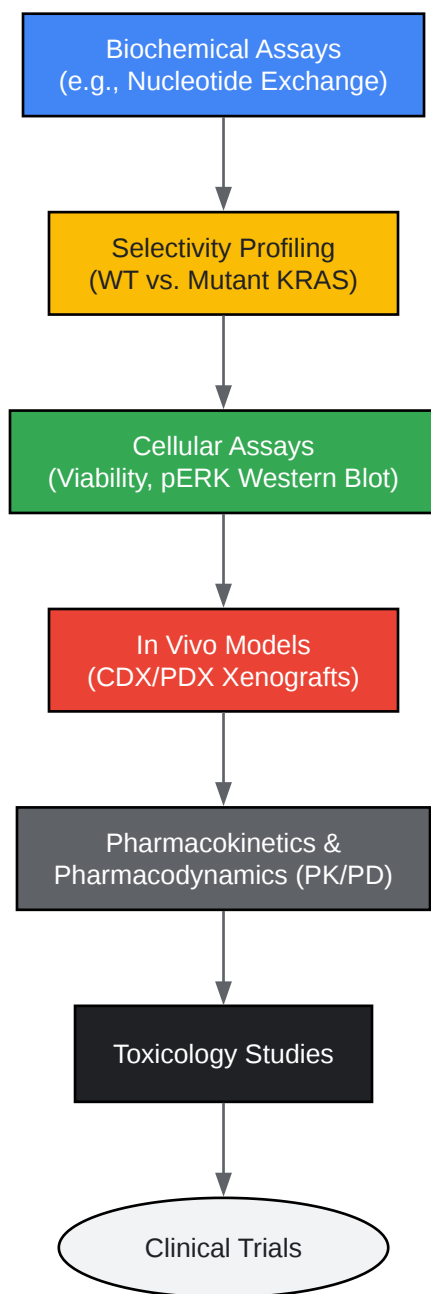 Biochemical Assays
(e.g., Nucleotide Exchange)
Selectivity Profiling
(WT vs. Mutant KRAS)
Cellular Assays
(Viability, pERK Western Blot)
In Vivo Models
(CDX/PDX Xenografts)
Pharmacokinetics &
Pharmacodynamics (PK/PD)
Toxicology Studies
Clinical Trials